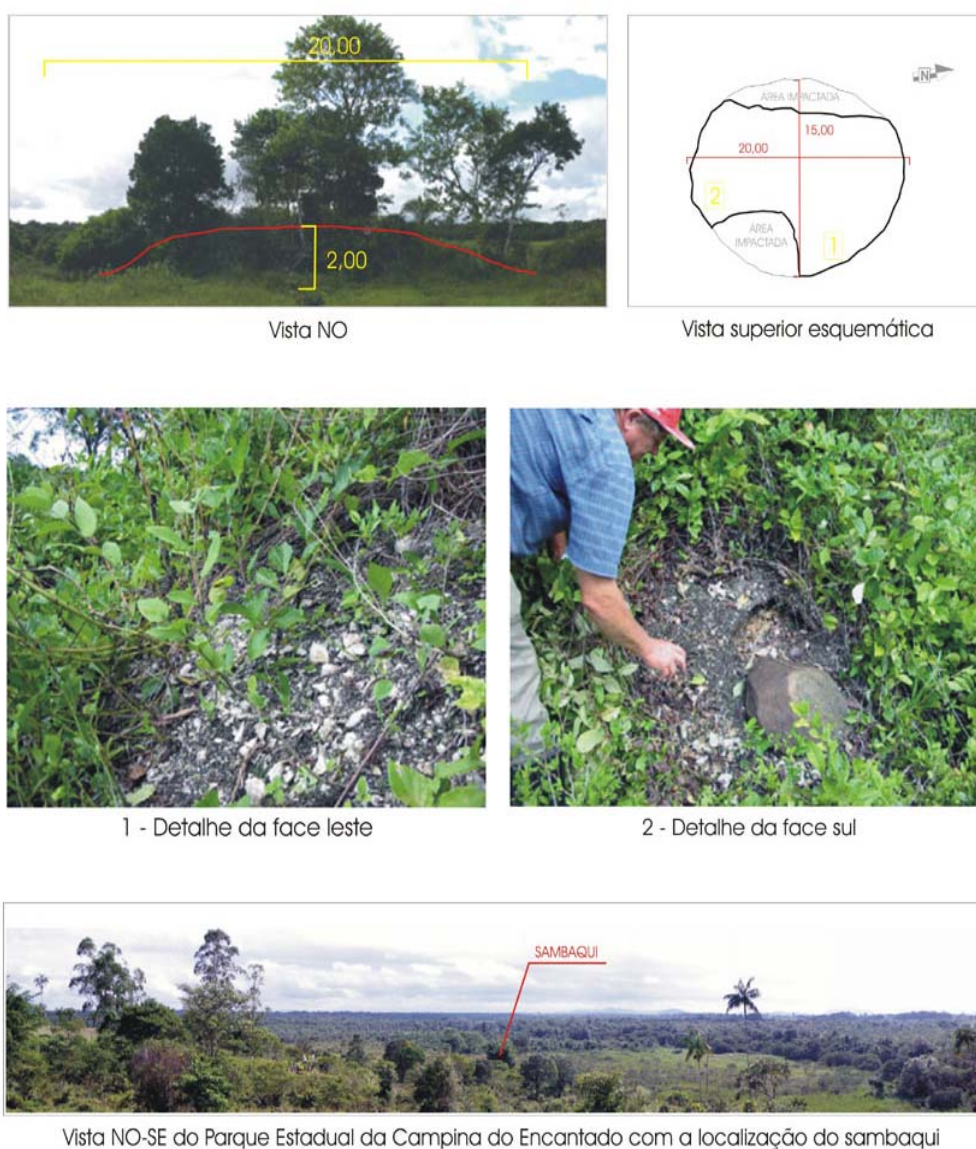 20,00
2,00
Vista NO
N
ÁREA IMPACTADA
15,00
20,00
2
ÁREA
IMPACTADA
1
Vista superior esquemática
1 - Detalhe da face leste
2 - Detalhe da face sul
SAMBAQUI
Vista NO-SE do Parque Estadual da Campina do Encantado com a localização do sambaqui